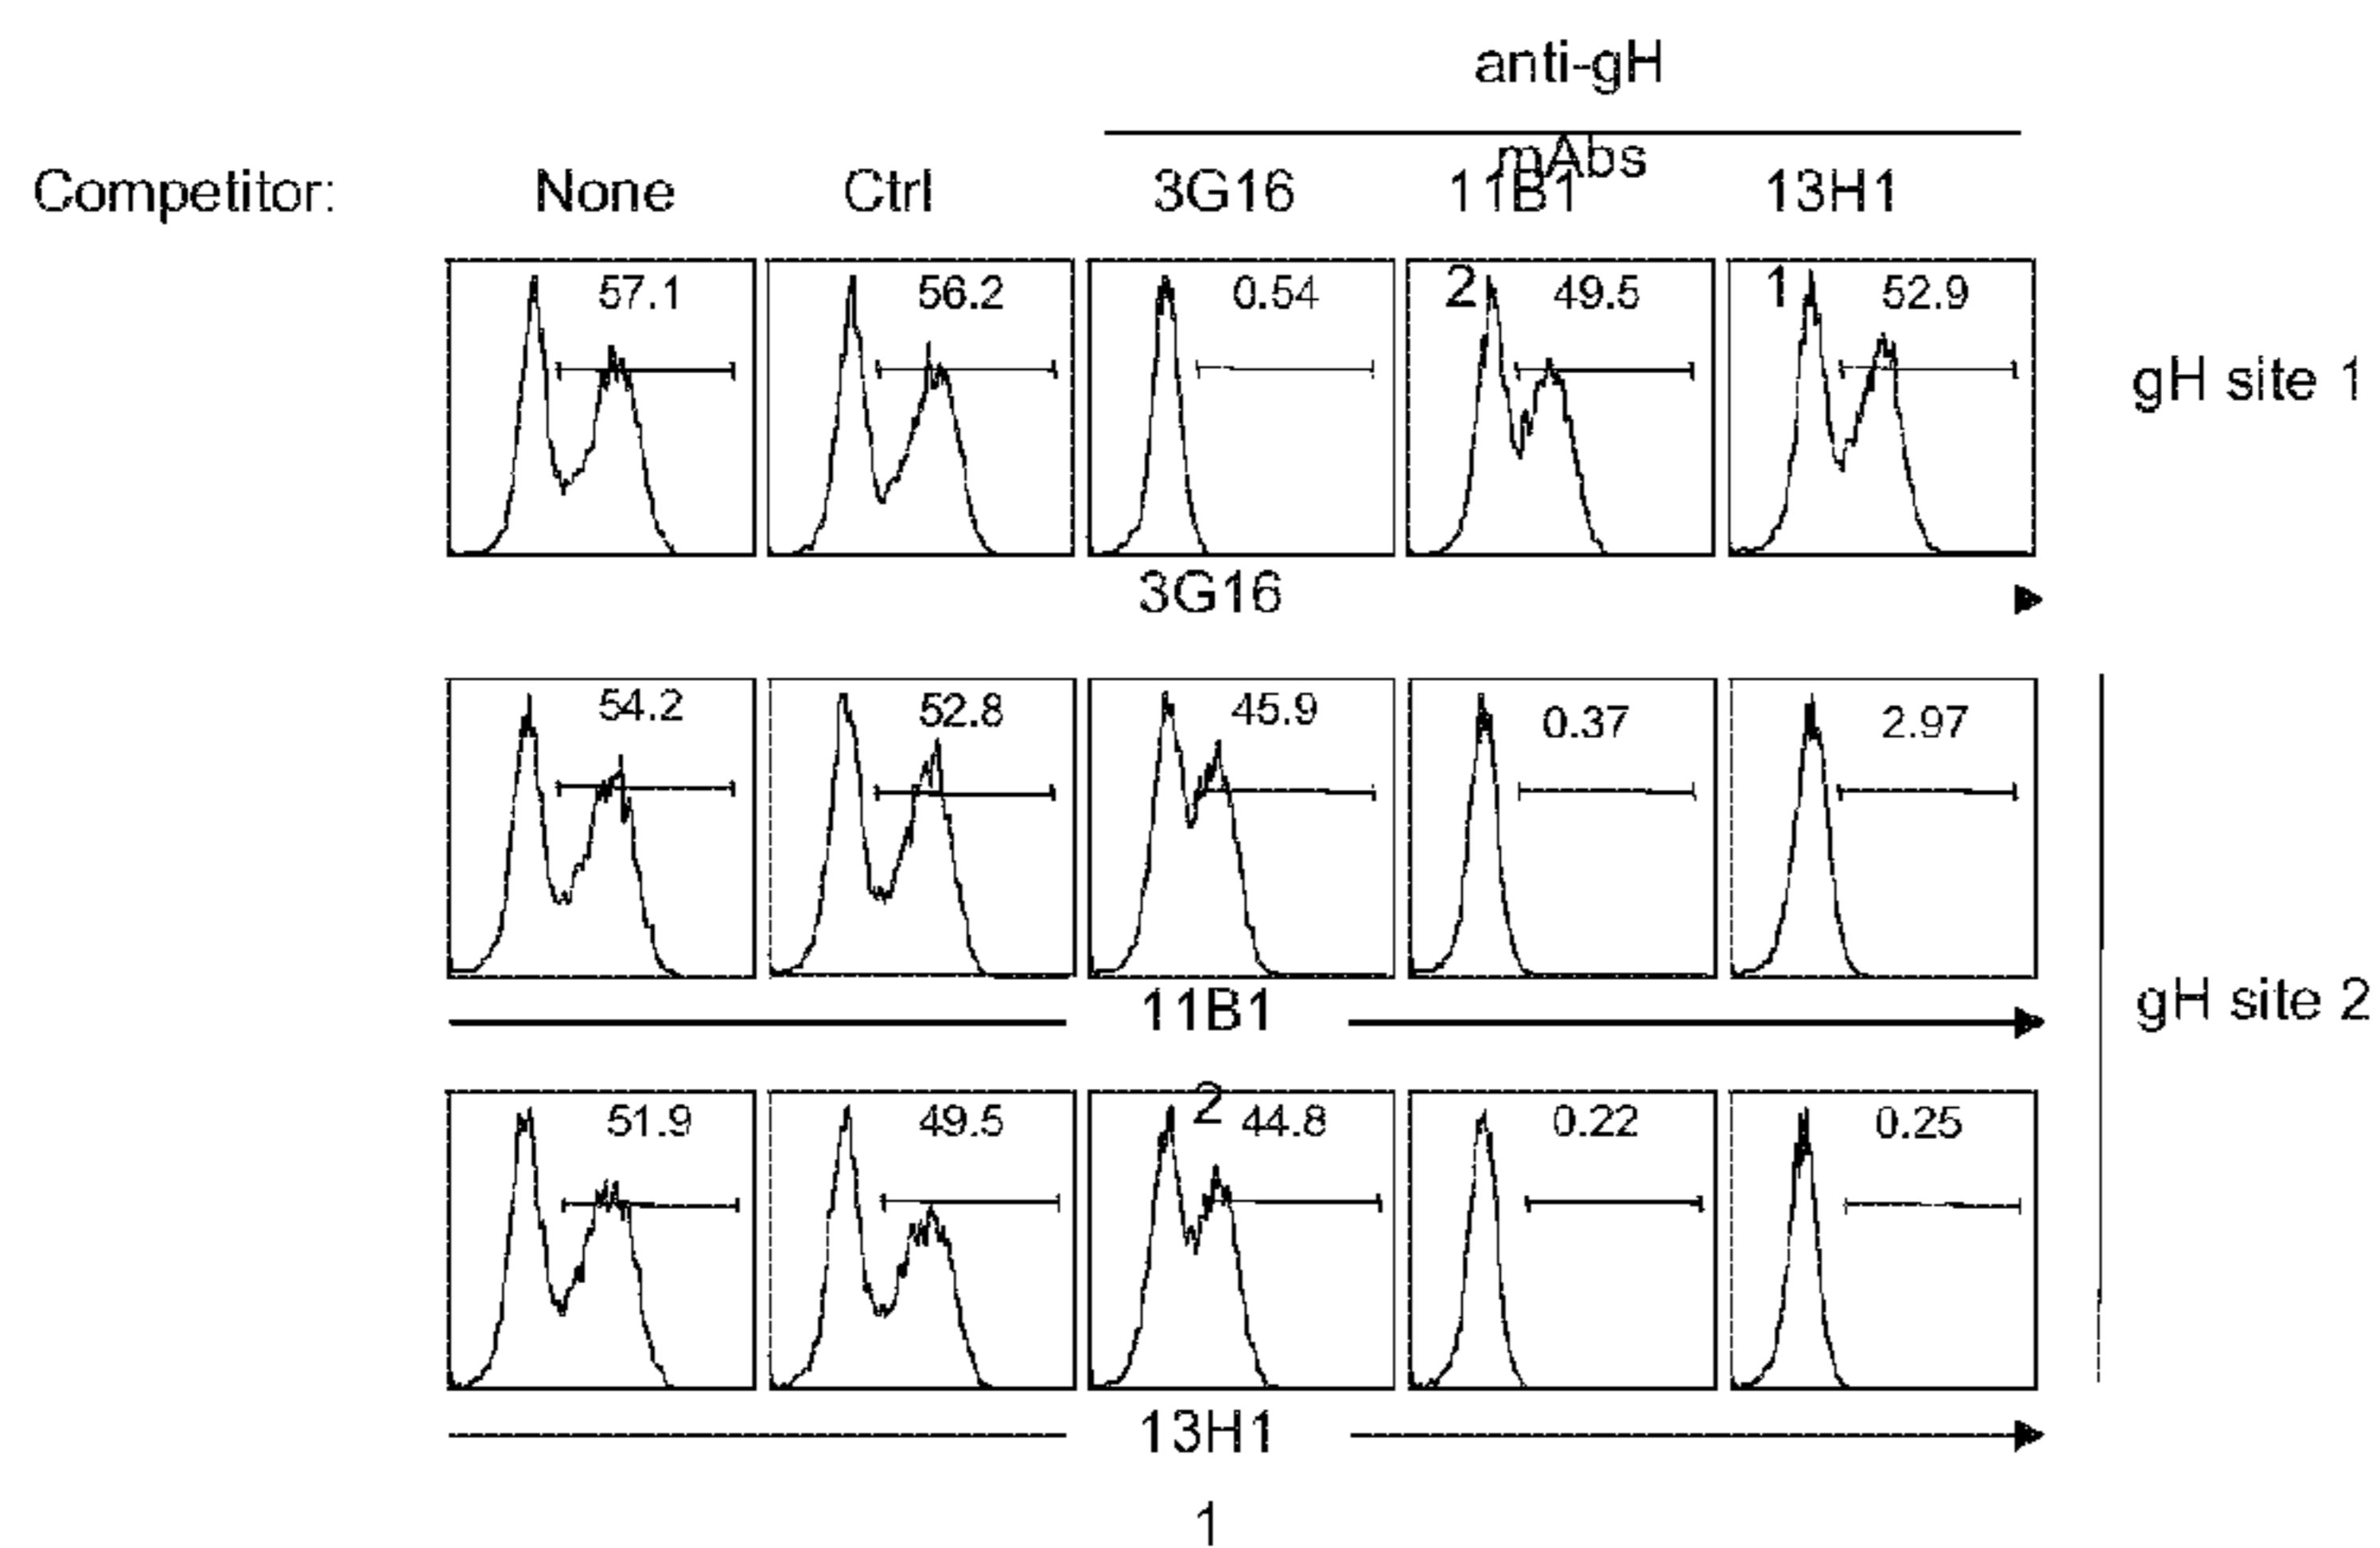 anti-gH
mAbs
Competitor: None Ctrl 3G16 11B1 13H1
57.1 56.2 0.54 2 49.5 1 52.9
gH site 1
3G16
54.2 52.8 45.9 0.37 2.97
11B1
gH site 2
2
51.9 49.5 44.8 0.22 0.25
13H1
1